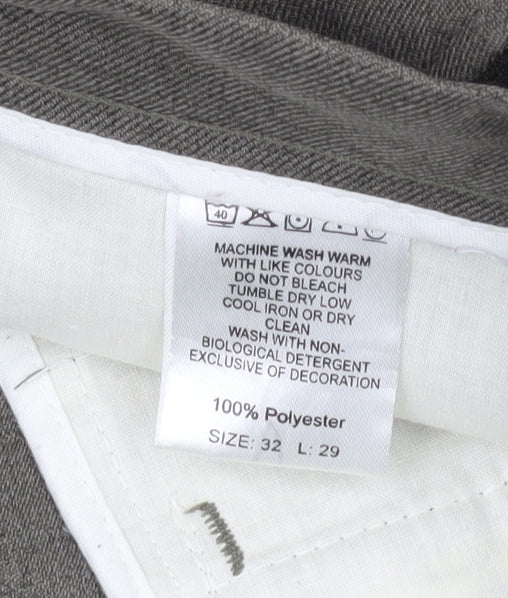 40
MACHINE WASH WARM
WITH LIKE COLOURS
DO NOT BLEACH
TUMBLE DRY LOW
COOL IRON OR DRY
CLEAN
WASH WITH NON-
BIOLOGICAL DETERGENT
EXCLUSIVE OF DECORATION
100% Polyester
SIZE: 32 L: 29